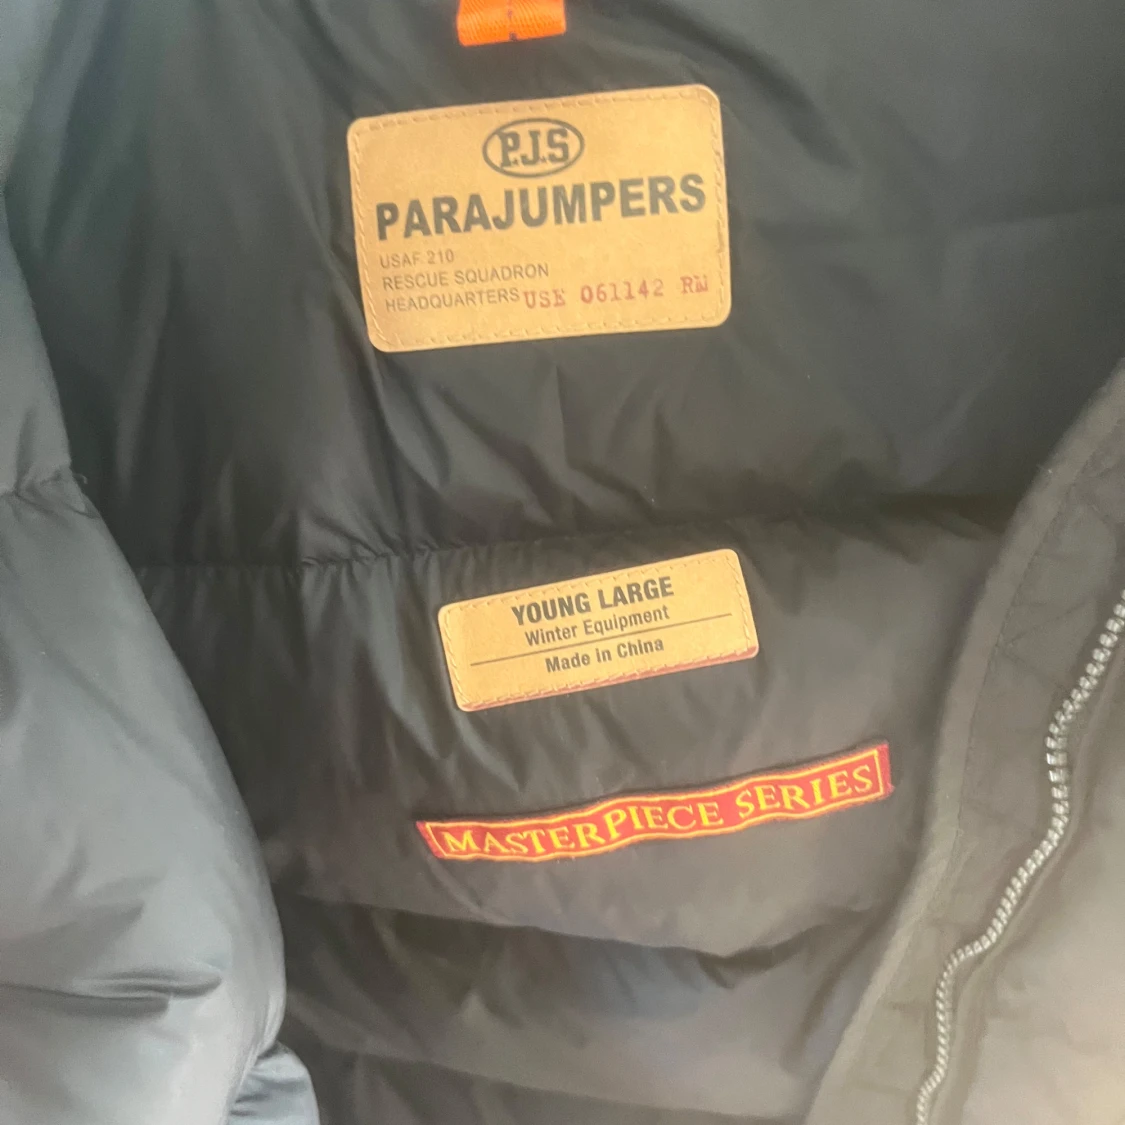 P.J.S
PARAJUMPERS
USAF 210
RESCUE SQUADRON
HEADQUARTERS USE 061142 RW
YOUNG LARGE
Winter Equipment
Made in China
MASTERPIECE SERIES